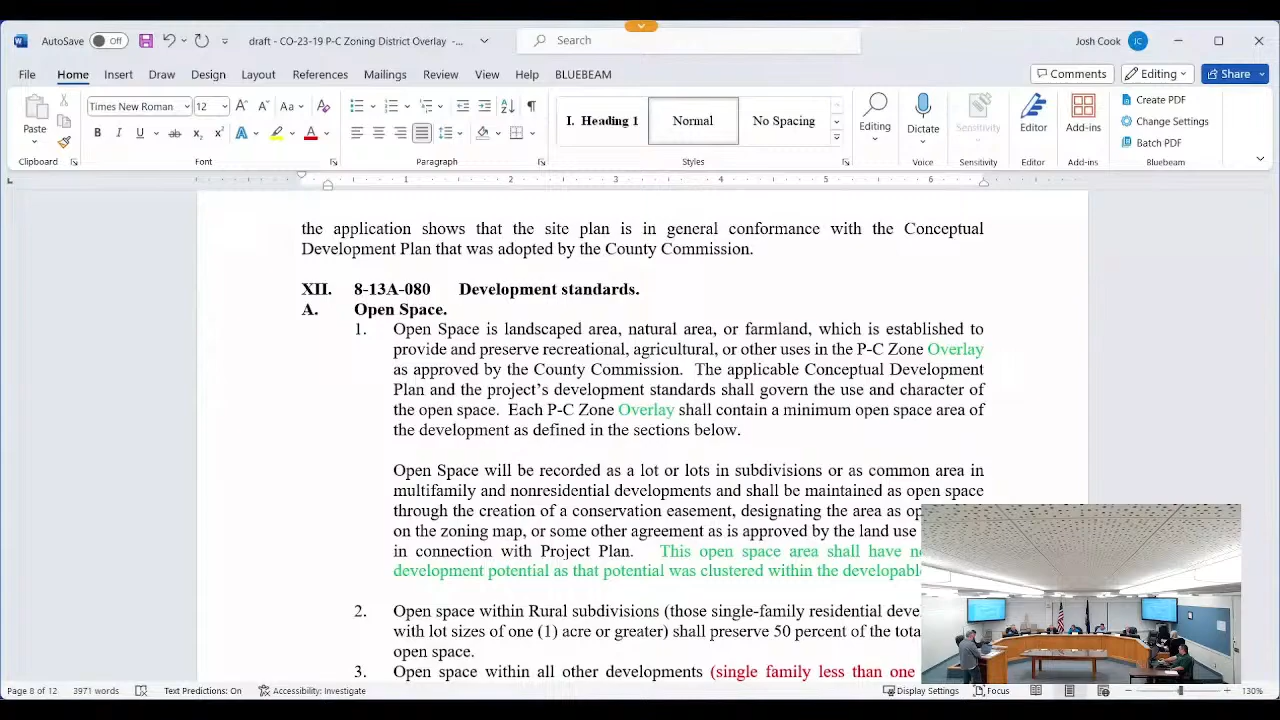 AutoSave Off draft - CO-23-19 P-C Zoning District Overlay -... Search Josh Cook JC
File Home Insert Draw Design Layout References Mailings Review View Help BLUEBEAM Comments Editing Share
Paste Times New Roman 12 Aa I. Heading 1 Normal No Spacing Editing Dictate Sensitivity Editor Add-ins Create PDF
Change Settings
Batch PDF
Clipboard Font Paragraph Styles Voice Sensitivity Editor Add-ins Bluebeam
1 2 3 4 5 6
the application shows that the site plan is in general conformance with the Conceptual
Development Plan that was adopted by the County Commission.
XII. 8-13A-080 Development standards.
A. Open Space.
1. Open Space is landscaped area, natural area, or farmland, which is established to
provide and preserve recreational, agricultural, or other uses in the P-C Zone Overlay
as approved by the County Commission. The applicable Conceptual Development
Plan and the project's development standards shall govern the use and character of
the open space. Each P-C Zone Overlay shall contain a minimum open space area of
the development as defined in the sections below.
Open Space will be recorded as a lot or lots in subdivisions or as common area in
multifamily and nonresidential developments and shall be maintained as open space
through the creation of a conservation easement, designating the area as op
on the zoning map, or some other agreement as is approved by the land use
in connection with Project Plan. This open space area shall have
development potential as that potential was clustered within the developabl
2. Open space within Rural subdivisions (those single-family residential deve
with lot sizes of one (1) acre or greater) shall preserve 50 percent of the tota
open space.
3. Open space within all other developments (single family less than one
Page 8 of 12 3971 words Text Predictions: On Accessibility: Investigate Display Settings Focus 130%